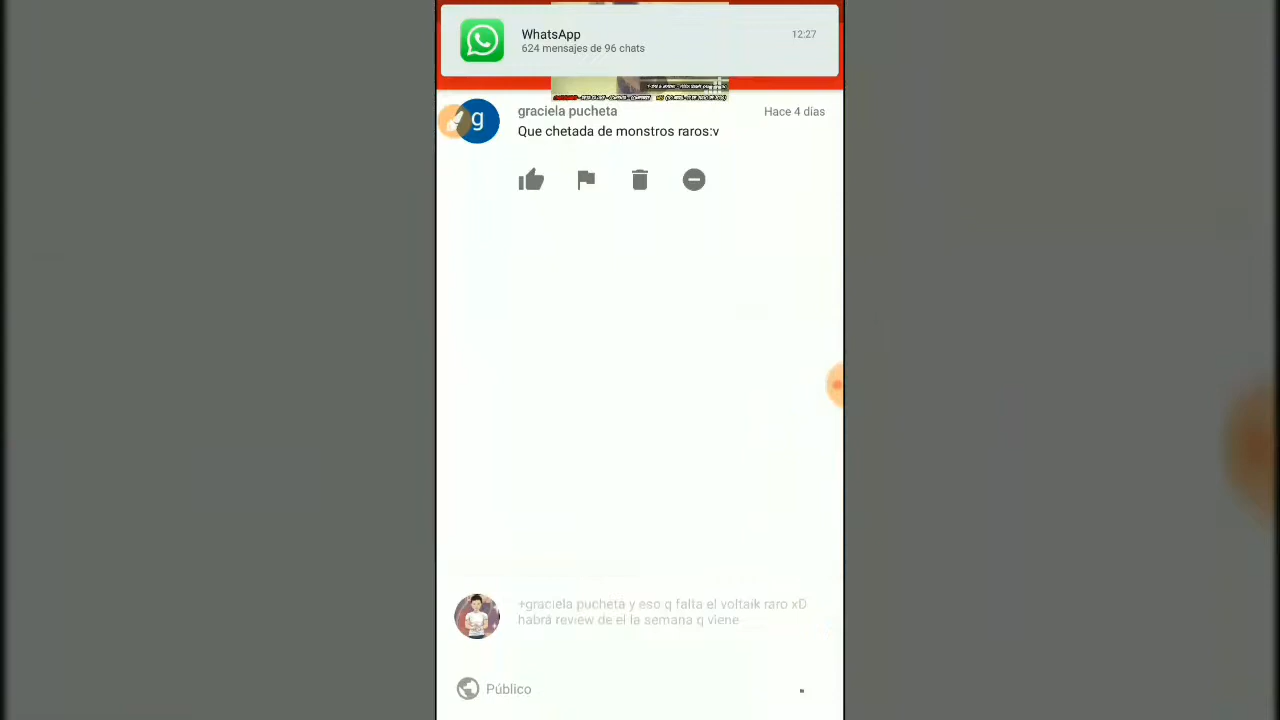 WhatsApp
12:27
624 mensajes de 96 chats
g
graciela pucheta
Hace 4 días
Que chetada de monstros raros:v
+graciela pucheta y eso q falta el voltaik raro xD
habrá review de el la semana q viene
Público